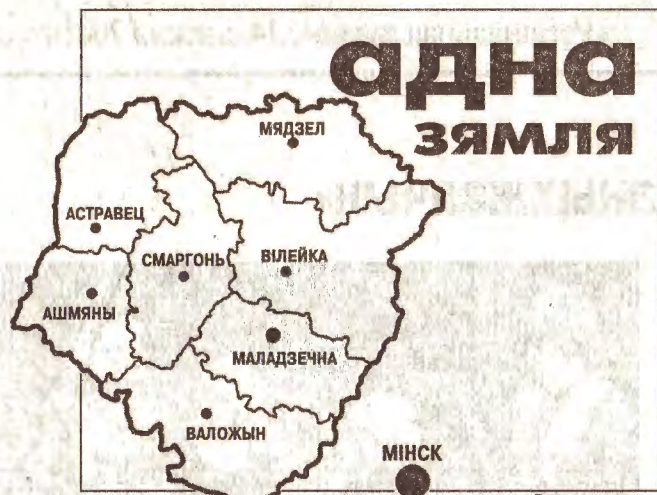 адна
зямля
МЯДЗЕЛ
АСТРАВЕЦ
СМАРГОНЬ
ВІЛЕЙКА
АШМЯНЫ
МАЛАДЗЕЧНА
ВАЛОЖЫН
МІНСК